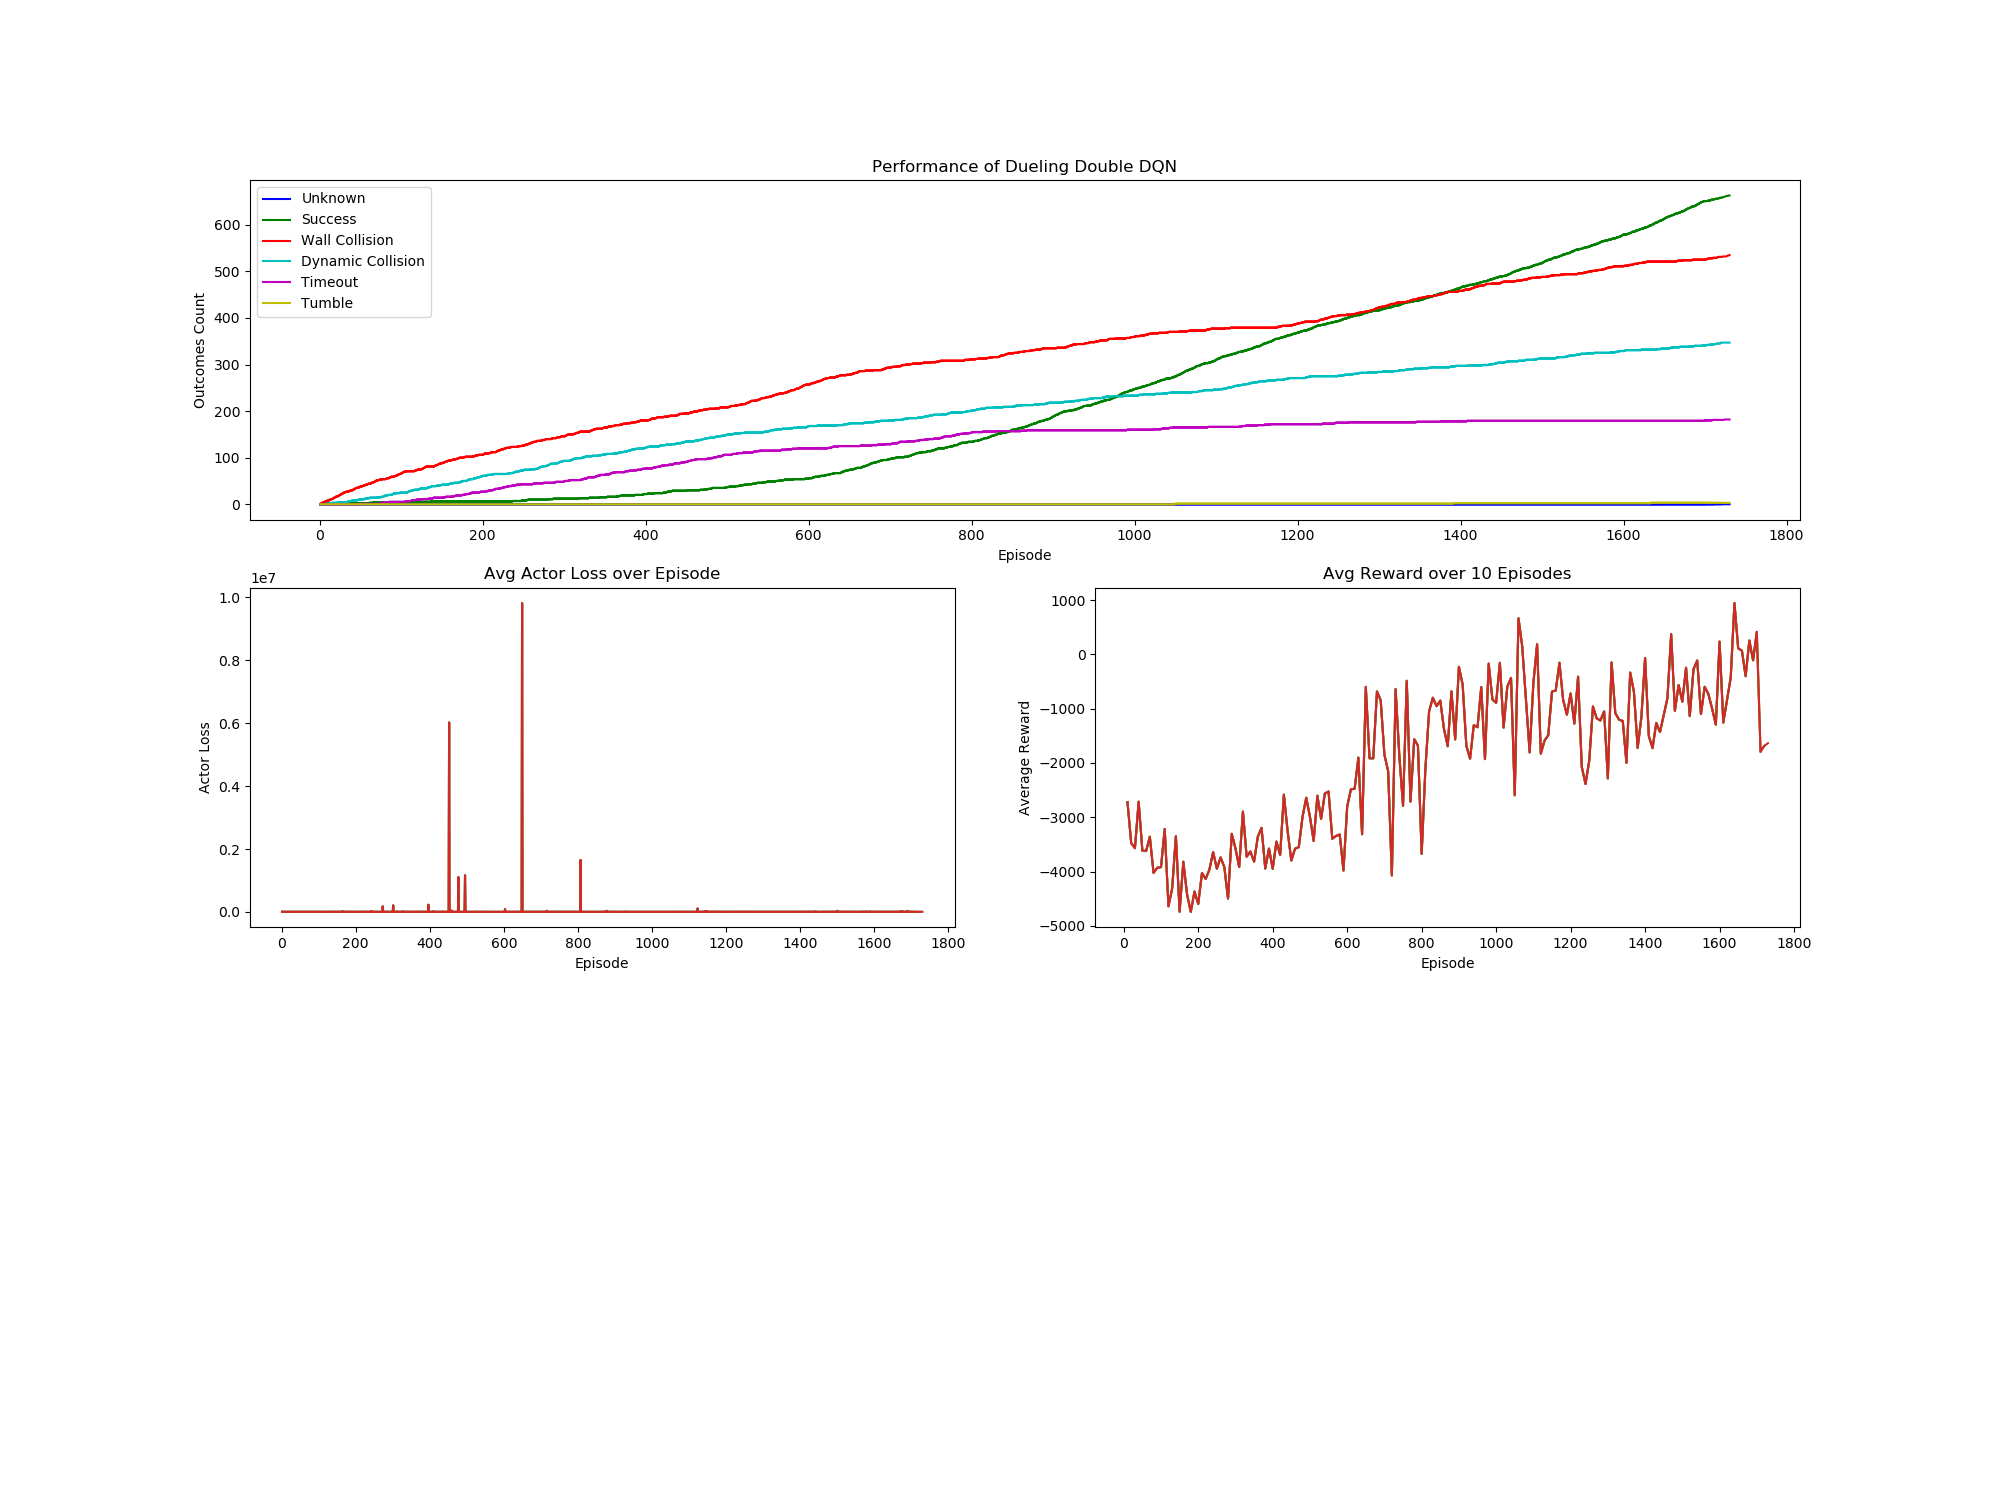 Performance of Dueling Double DQN
Unknown
Success
Wall Collision
Dynamic Collision
Timeout
Tumble
Outcomes Count
600
500
400
300
200
100
0
0 200 400 600 800 1000 1200 1400 1600 1800
Episode
Avg Actor Loss over Episode
1e7
Actor Loss
1.0
0.8
0.6
0.4
0.2
0.0
0 200 400 600 800 1000 1200 1400 1600 1800
Episode
Avg Reward over 10 Episodes
Average Reward
1000
0
−1000
−2000
−3000
−4000
−5000
0 200 400 600 800 1000 1200 1400 1600 1800
Episode